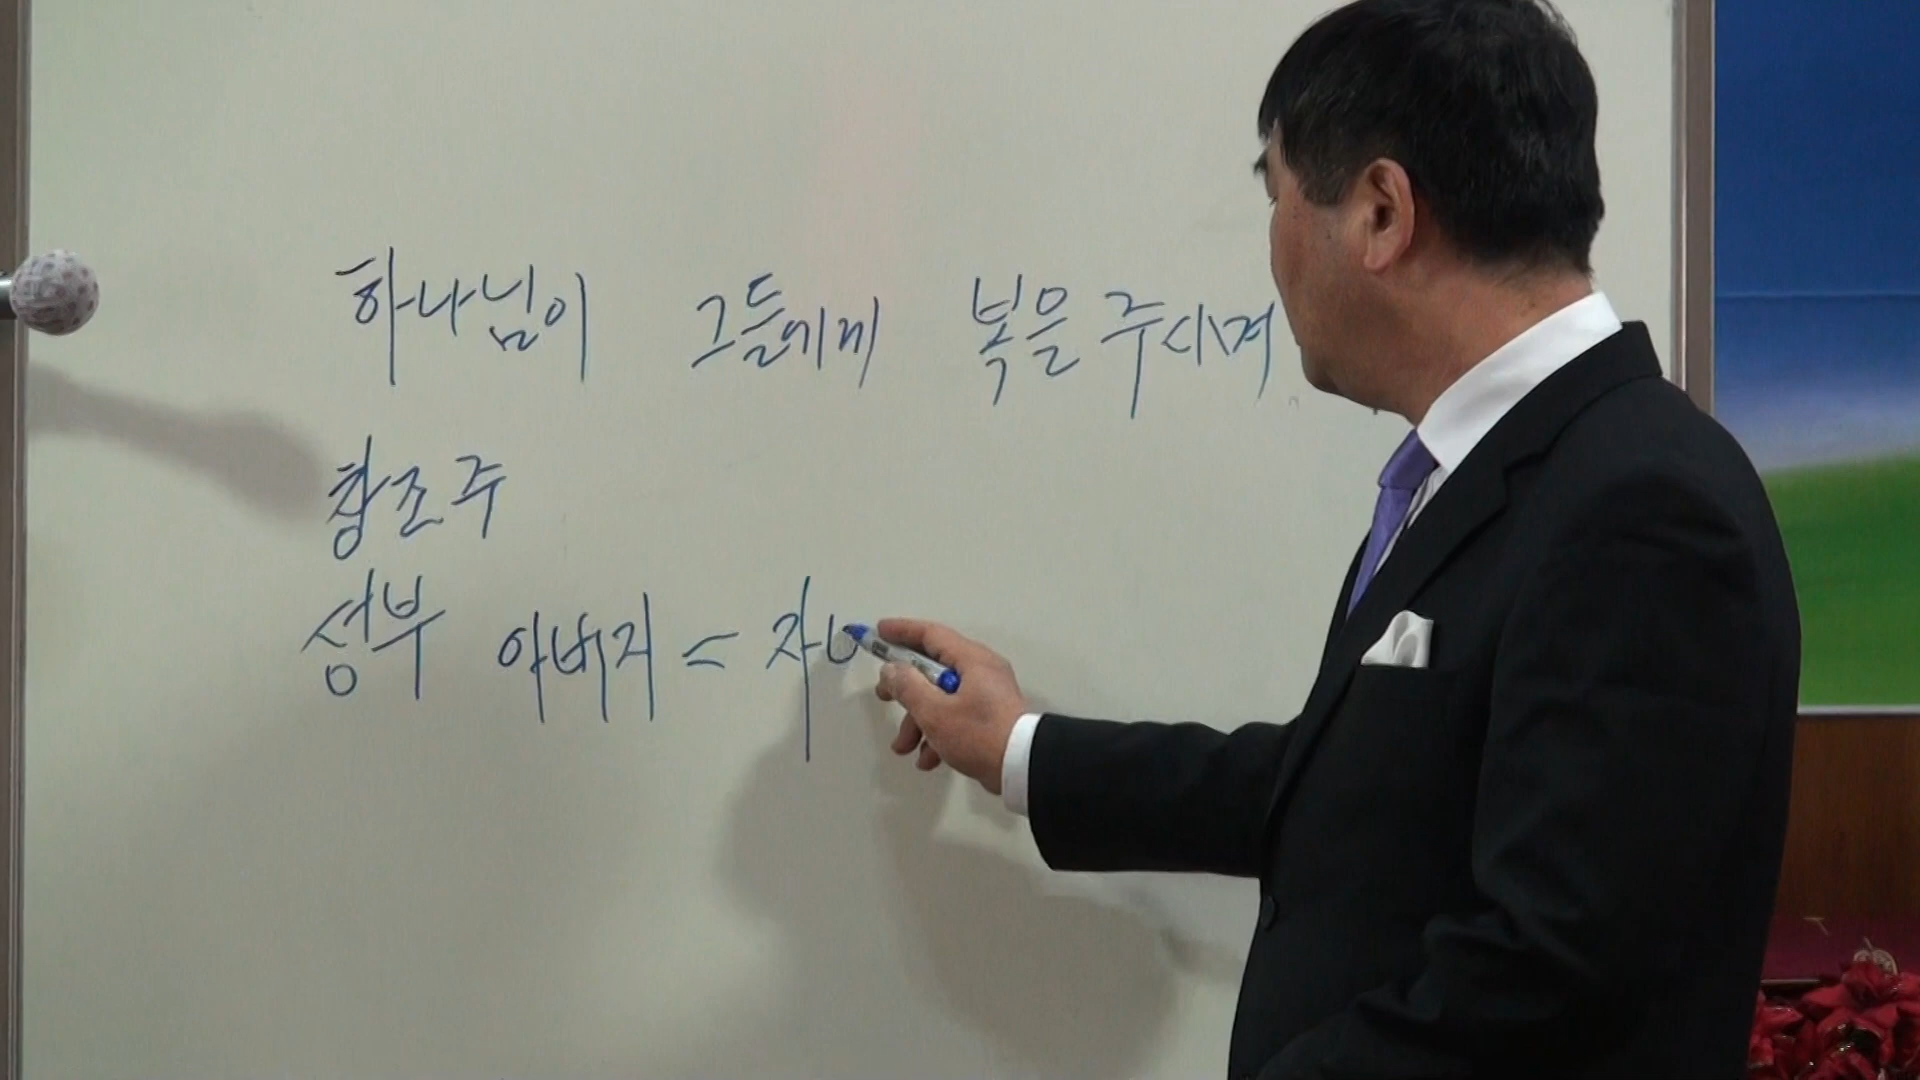 하나님이 그들에게 복을 주시며
창조주
성부 아버지 =